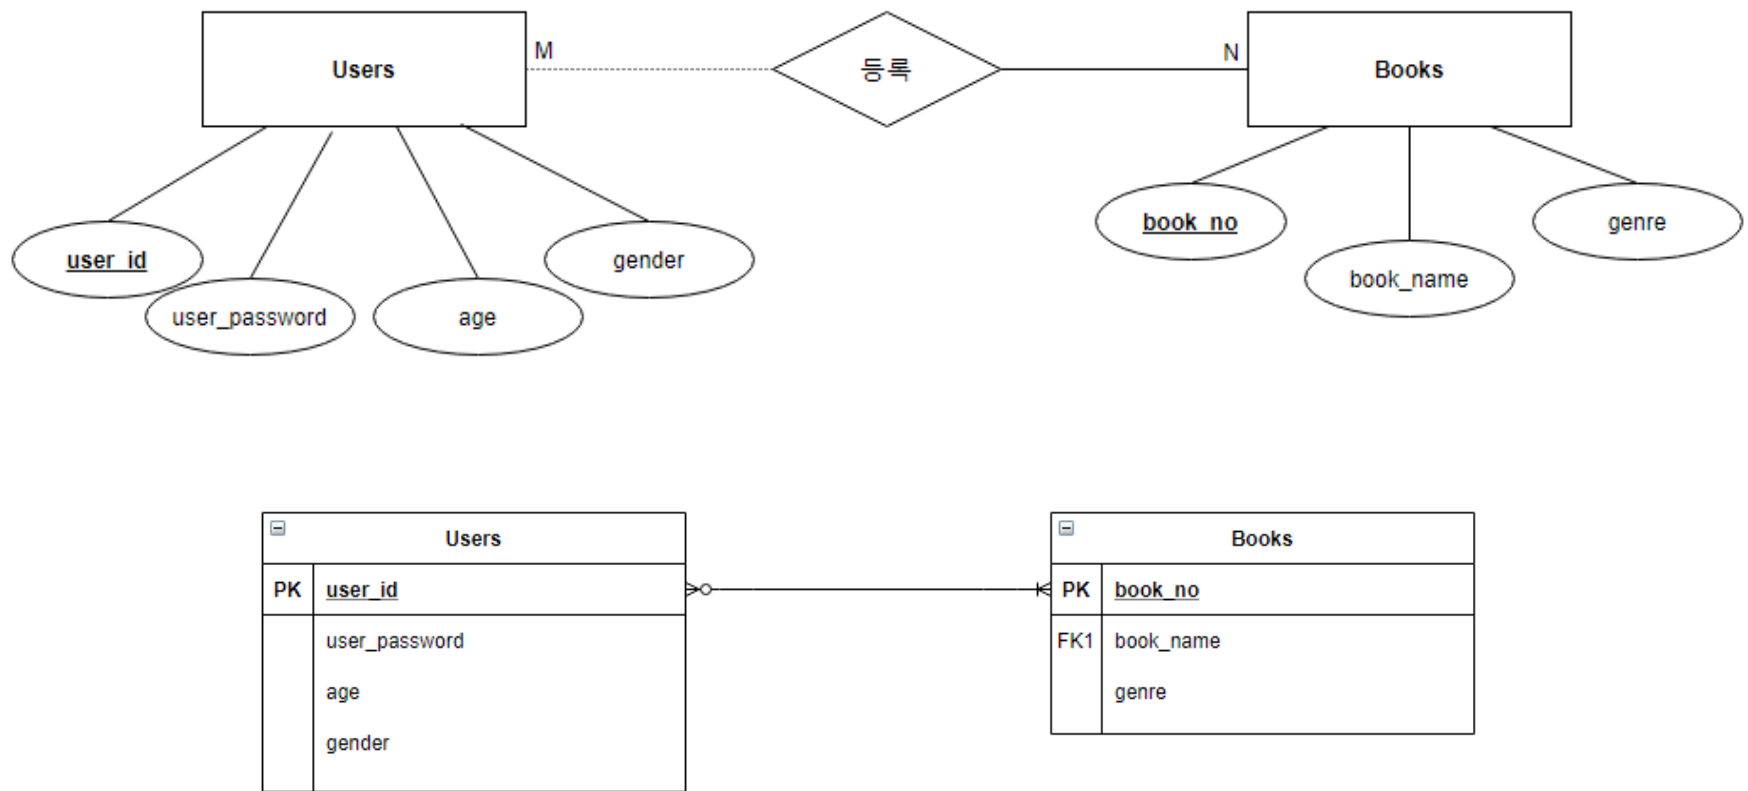 Users
M
등록
N
Books
user_id
user_password
age
gender
book_no
book_name
genre
Users
PK user_id
user_password
age
gender
Books
PK book_no
FK1 book_name
genre